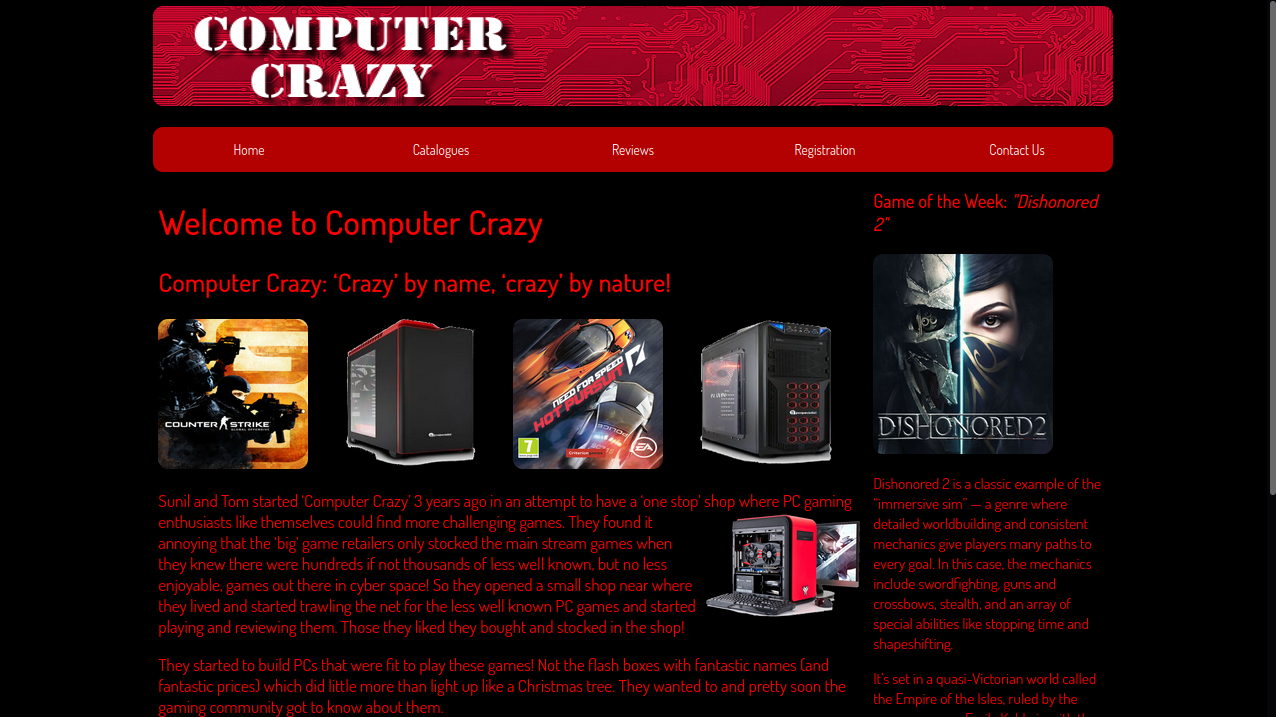 COMPUTER
CRAZY
Home
Catalogues
Reviews
Registration
Contact Us
Welcome to Computer Crazy
Computer Crazy: ‘Crazy’ by name, ‘crazy’ by nature!
COUNTER STRIKE
GLOBAL OFFENSIVE
NEED FOR SPEED
HOT PURSUIT
7
EA
Sunil and Tom started ‘Computer Crazy’ 3 years ago in an attempt to have a ‘one stop’ shop where PC gaming
enthusiasts like themselves could find more challenging games. They found it
annoying that the ‘big’ game retailers only stocked the main stream games when
they knew there were hundreds if not thousands of less well known, but no less
enjoyable, games out there in cyber space! So they opened a small shop near where
they lived and started trawling the net for the less well known PC games and started
playing and reviewing them. Those they liked they bought and stocked in the shop!
They started to build PCs that were fit to play these games! Not the flash boxes with fantastic names (and
fantastic prices) which did little more than light up like a Christmas tree. They wanted to and pretty soon the
gaming community got to know about them.
Game of the Week: "Dishonored
2"
DISHONORED2
Dishonored 2 is a classic example of the
“immersive sim” — a genre where
detailed worldbuilding and consistent
mechanics give players many paths to
every goal. In this case, the mechanics
include swordfighting, guns and
crossbows, stealth, and an array of
special abilities like stopping time and
shapeshifting.
It’s set in a quasi-Victorian world called
the Empire of the Isles, ruled by the